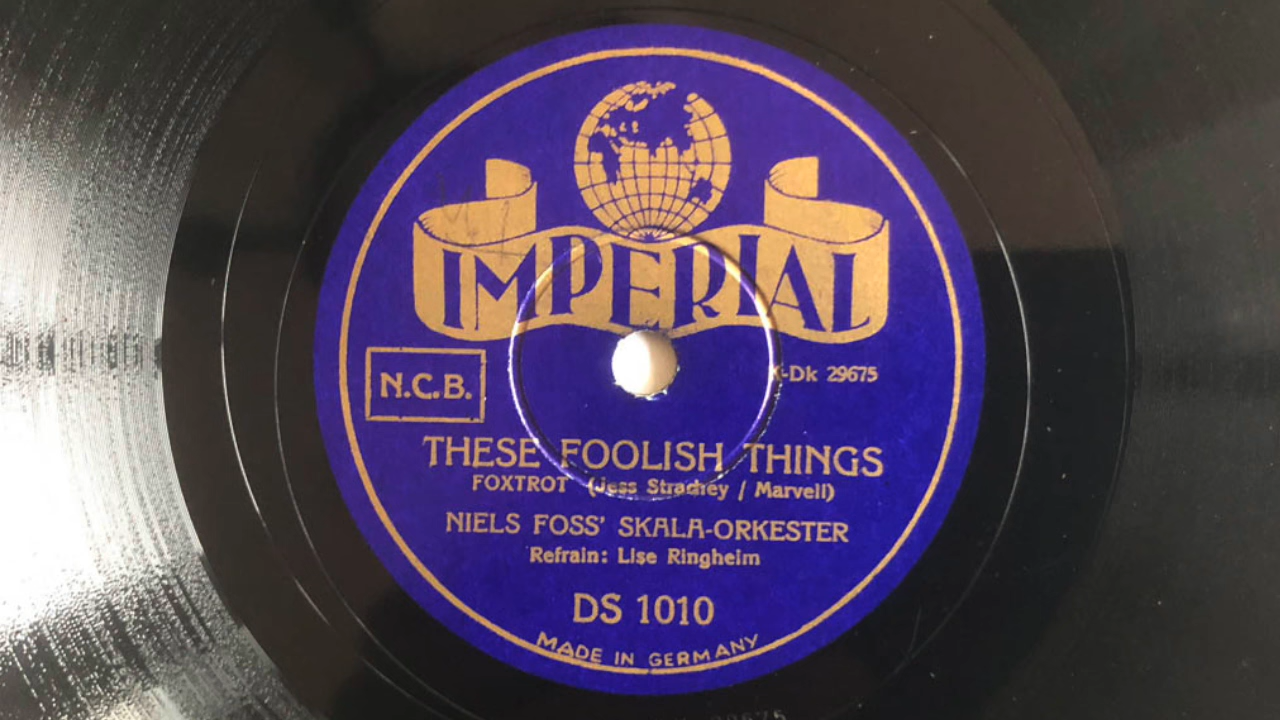 IMPERIAL
N.C.B.
-Dk 29675
THESE FOOLISH THINGS
FOXTROT (Jess Strachey / Marvell)
NIELS FOSS' SKALA-ORKESTER
Refrain: Lise Ringheim
DS 1010
MADE IN GERMANY